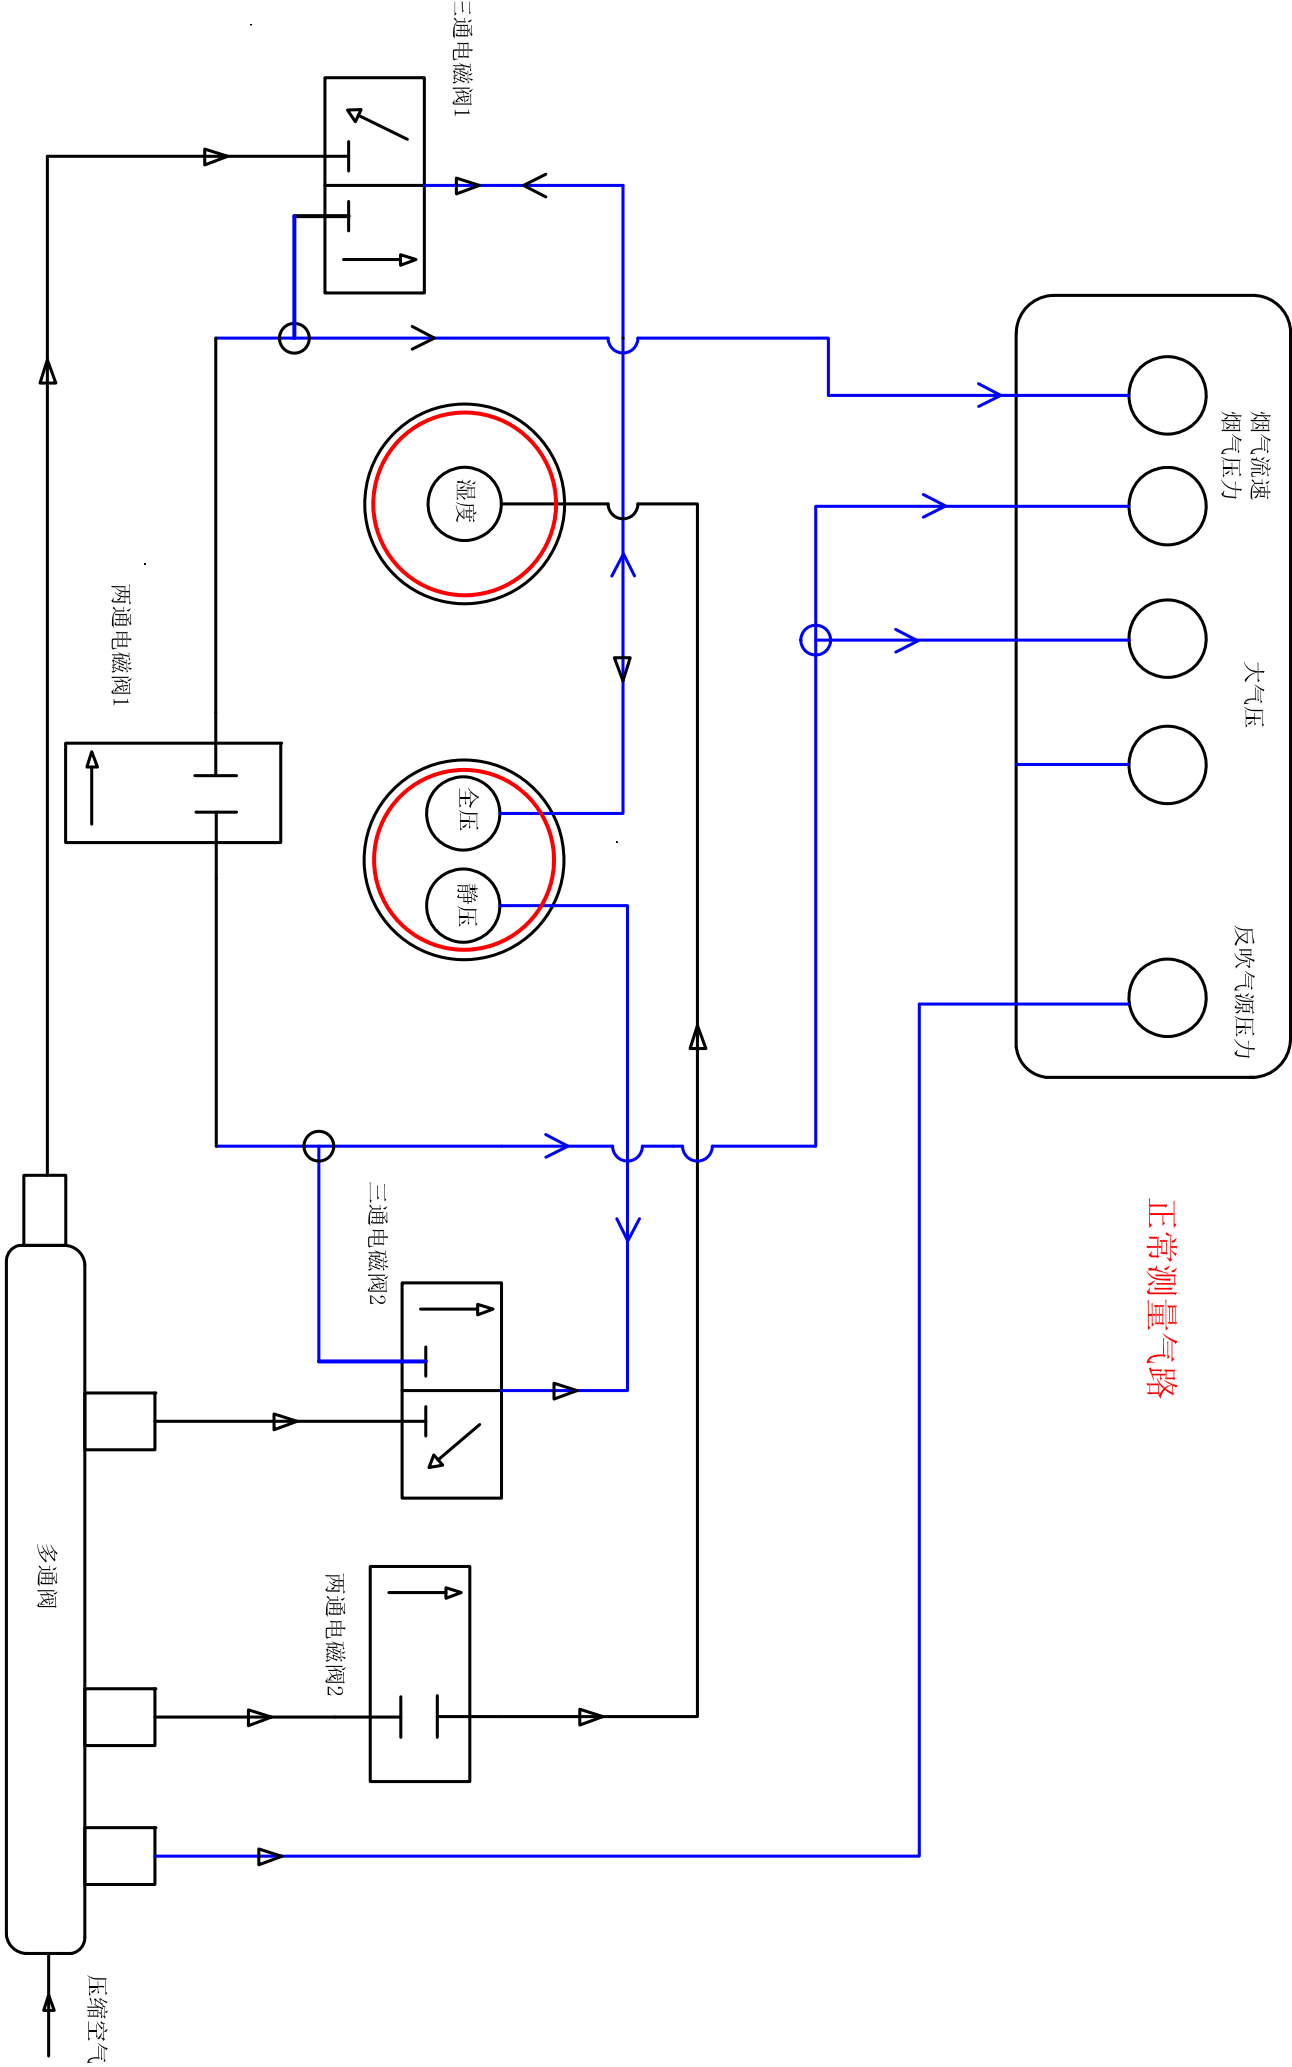 正常测量气路
烟气流速
烟气压力
大气压
反吹气源压力
三通电磁阀1
湿度
全压
静压
两通电磁阀1
三通电磁阀2
两通电磁阀2
多通阀
压缩空气